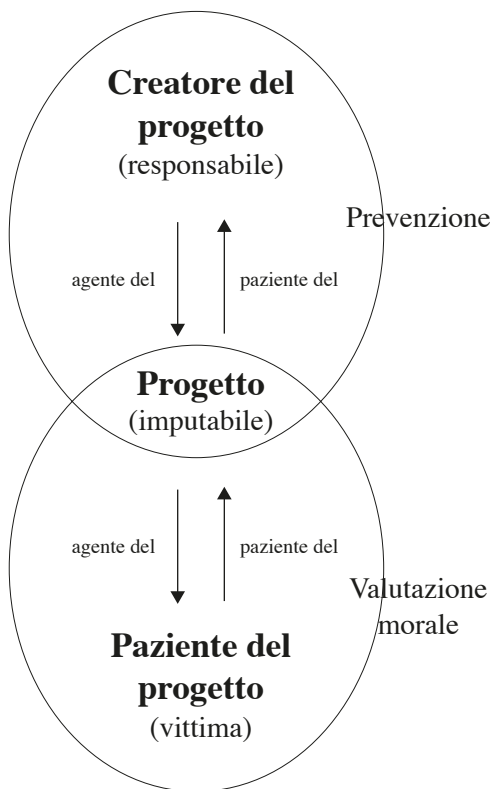 Creatore del
progetto
(responsabile)
Prevenzione
agente del
paziente del
Progetto
(imputabile)
agente del
paziente del
Valutazione
morale
Paziente del
progetto
(vittima)